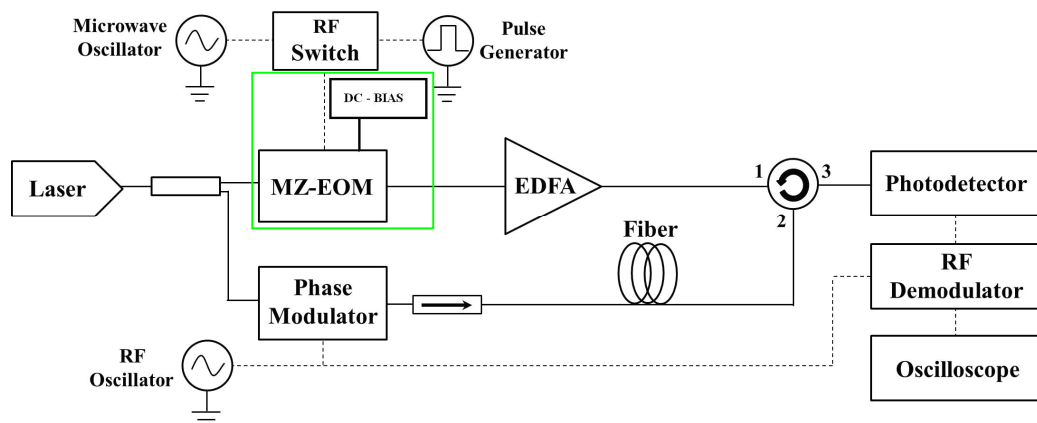 Microwave
Oscillator
RF
Switch
Pulse
Generator
DC - BIAS
Laser
MZ-EOM
EDFA
1
3
2
Photodetector
Fiber
Phase
Modulator
RF
Demodulator
RF
Oscillator
Oscilloscope